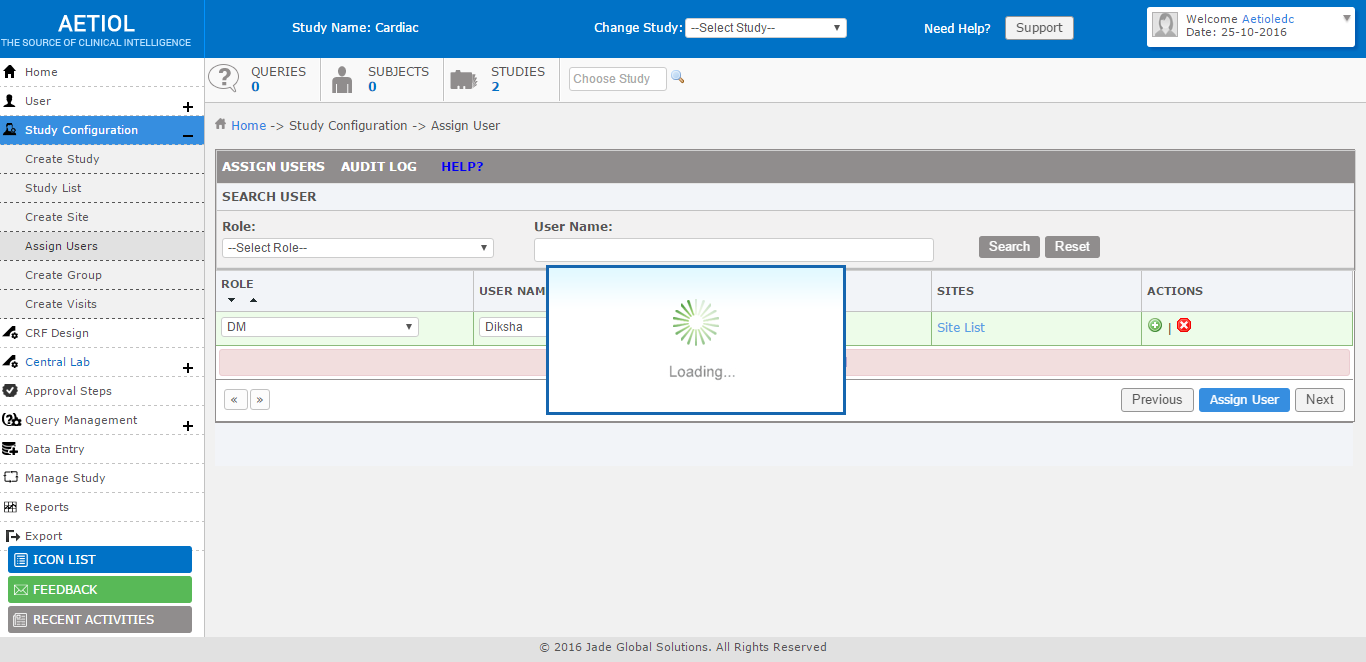 AETIOL
THE SOURCE OF CLINICAL INTELLIGENCE
Study Name: Cardiac
Change Study: --Select Study--
Need Help? Support
Welcome Aetioledc
Date: 25-10-2016
Home
User
Study Configuration
Create Study
Study List
Create Site
Assign Users
Create Group
Create Visits
CRF Design
Central Lab
Approval Steps
Query Management
Data Entry
Manage Study
Reports
Export
ICON LIST
FEEDBACK
RECENT ACTIVITIES
QUERIES
0
SUBJECTS
0
STUDIES
2
Choose Study
Home -> Study Configuration -> Assign User
ASSIGN USERS AUDIT LOG HELP?
SEARCH USER
Role: User Name:
--Select Role-- Search Reset
ROLE USER NAM SITES ACTIONS
DM Diksha Site List |
Loading...
« » Previous Assign User Next
© 2016 Jade Global Solutions. All Rights Reserved